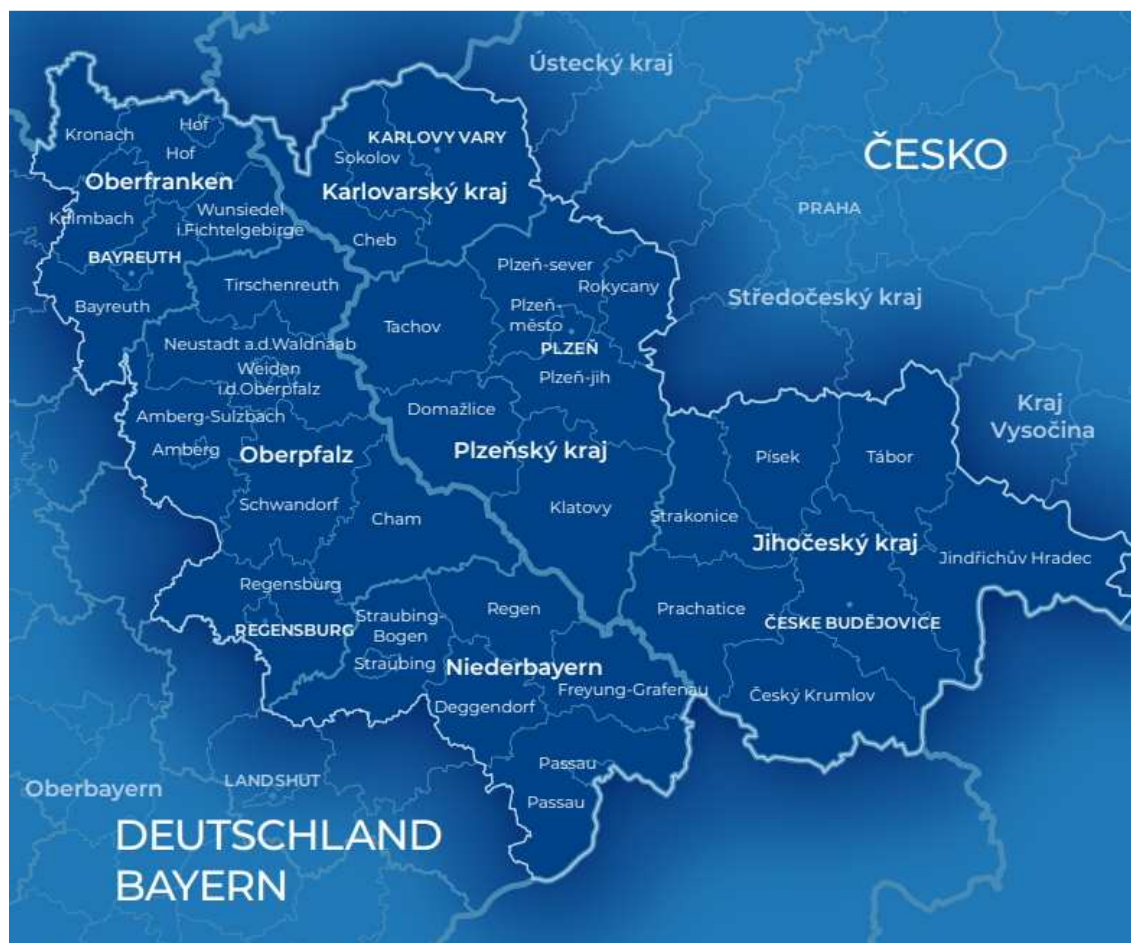 Ústecký kraj
ČESKO
PRAHA
Středočeský kraj
Kraj
Vysočina
Kronach
Hof
Hof
Oberfranken
Kulmbach
Wunsiedel
i.Fichtelgebirge
BAYREUTH
Bayreuth
KARLOVY VARY
Sokolov
Karlovarský kraj
Cheb
Tirschenreuth
Neustadt a.d.Waldnaab
Weiden
i.d.Oberpfalz
Amberg-Sulzbach
Amberg
Oberpfalz
Schwandorf
Cham
Regensburg
REGENSBURG
Plzeň-sever
Rokycany
Plzeň-
město
PLZEŇ
Tachov
Plzeň-jih
Domažlice
Plzeňský kraj
Klatovy
Písek
Tábor
Strakonice
Jihočeský kraj
Jindřichův Hradec
Prachatice
ČESKE BUDĚJOVICE
Český Krumlov
Straubing-
Bogen
Regen
Straubing
Niederbayern
Freyung-Grafenau
Deggendorf
Passau
Passau
LANDSHUT
Oberbayern
DEUTSCHLAND
BAYERN